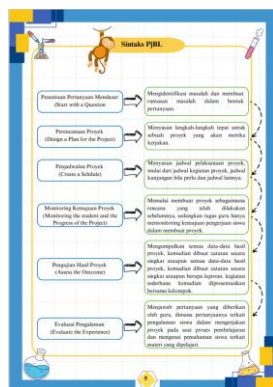 Sintaks PjBL
Penentuan Pertanyaan Mendasar
(Start with a Question)
Mengidentifikasi masalah dan membuat
rumusan masalah dalam bentuk
pertanyaan.
Perencanaan Proyek
(Design a Plan for the Project)
Menyusun langkah-langkah tepat untuk
sebuah proyek yang akan mereka
kerjakan.
Penjadwalan Proyek
(Create a Schdule)
Menyusun jadwal pelaksanaan proyek,
mulai dari jadwal kegiatan proyek, jadwal
kunjungan bila perlu dan jadwal lainnya.
Monitoring Kemajuan Proyek
(Monitoring the student and the
Progress of the Project)
Memulai membuat proyek sebagaimana
rencana yang telah dilakukan
sebelumnya, sedangkan tugas guru hanya
memonitoring kemajuan pengerjaan siswa
dalam membuat proyek.
Pengujian Hasil Proyek
(Assess the Outcome)
Mengumpulkan semua data-data hasil
proyek, kemudian dibuat catatan secara
singkat ataupun semua data-data hasil
proyek, kemudian dibuat catatan secara
singkat ataupun berupa laporan kegiatan
sederhana kemudian dipresentasikan
bersama kelompok.
Evaluasi Pengalaman
(Evaluate the Experience)
Menjawab pertanyaan yang diberikan
oleh guru, dimana pertanyaannya terkait
pengalaman siswa dalam mengerjakan
proyek pada saat proses pembelajaran
dan mengenai pemahaman siswa terkait
materi yang dipelajari.